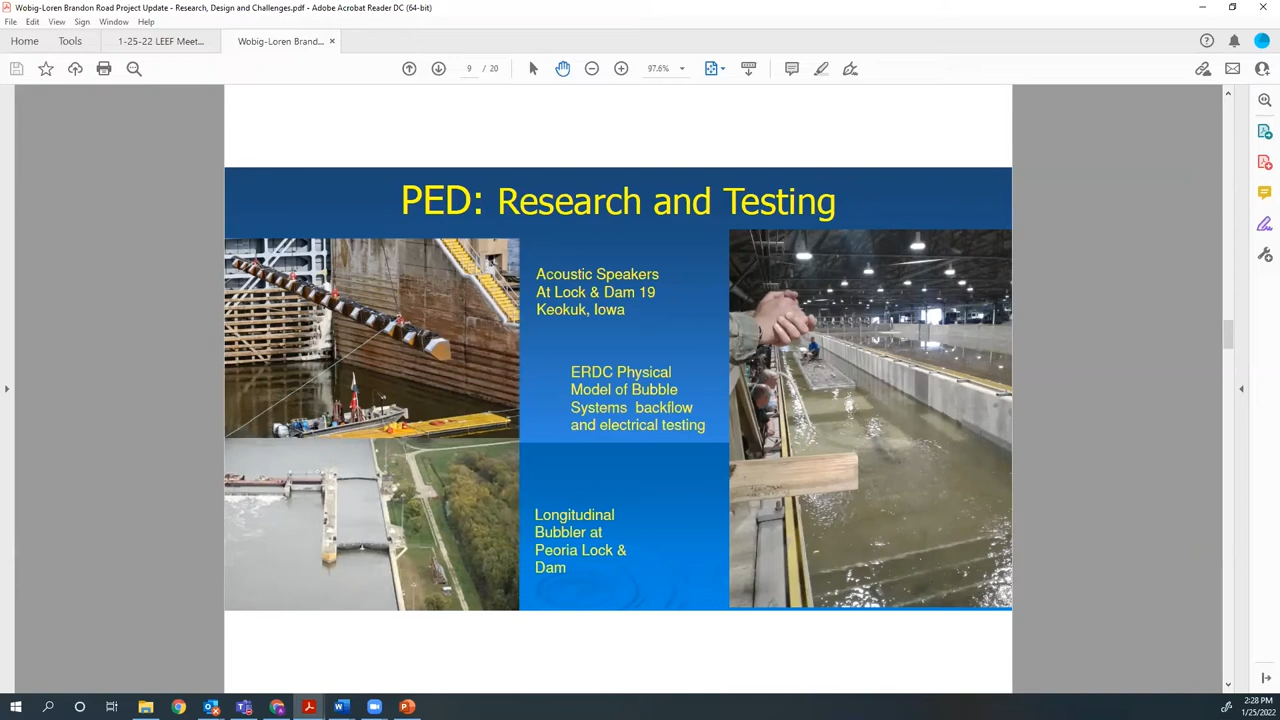 Wobig-Loren Brandon Road Project Update - Research, Design and Challenges.pdf - Adobe Acrobat Reader DC (64-bit)
File Edit View Sign Window Help
Home Tools 1-25-22 LEEF Meet... Wobig-Loren Brand...
9 / 20 97.6%
PED: Research and Testing
Acoustic Speakers
At Lock & Dam 19
Keokuk, Iowa
ERDC Physical
Model of Bubble
Systems backflow
and electrical testing
Longitudinal
Bubbler at
Peoria Lock &
Dam
2:28 PM
1/25/2022